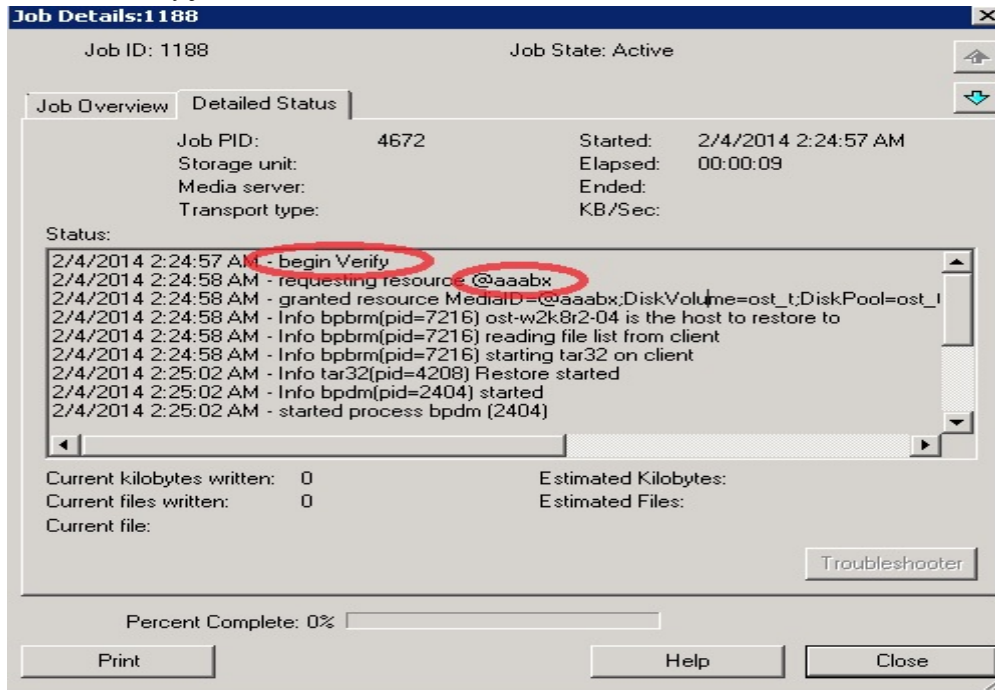 Job Details:1188
Job ID: 1188 Job State: Active
Job Overview Detailed Status
Job PID: 4672 Started: 2/4/2014 2:24:57 AM
Storage unit: Elapsed: 00:00:09
Media server: Ended:
Transport type: KB/Sec:
Status:
2/4/2014 2:24:57 AM - begin Verify
2/4/2014 2:24:58 AM - requesting resource @aaabx
2/4/2014 2:24:58 AM - granted resource MediaID=@aaabx;DiskVolume=ost_t;DiskPool=ost_
2/4/2014 2:24:58 AM - Info bpbrm(pid=7216) ost-w2k8r2-04 is the host to restore to
2/4/2014 2:24:58 AM - Info bpbrm(pid=7216) reading file list from client
2/4/2014 2:24:58 AM - Info bpbrm(pid=7216) starting tar32 on client
2/4/2014 2:25:02 AM - Info tar32(pid=4208) Restore started
2/4/2014 2:25:02 AM - Info bpdm(pid=2404) started
2/4/2014 2:25:02 AM - started process bpdm (2404)
Current kilobytes written: 0 Estimated Kilobytes:
Current files written: 0 Estimated Files:
Current file:
Troubleshooter
Percent Complete: 0%
Print Help Close